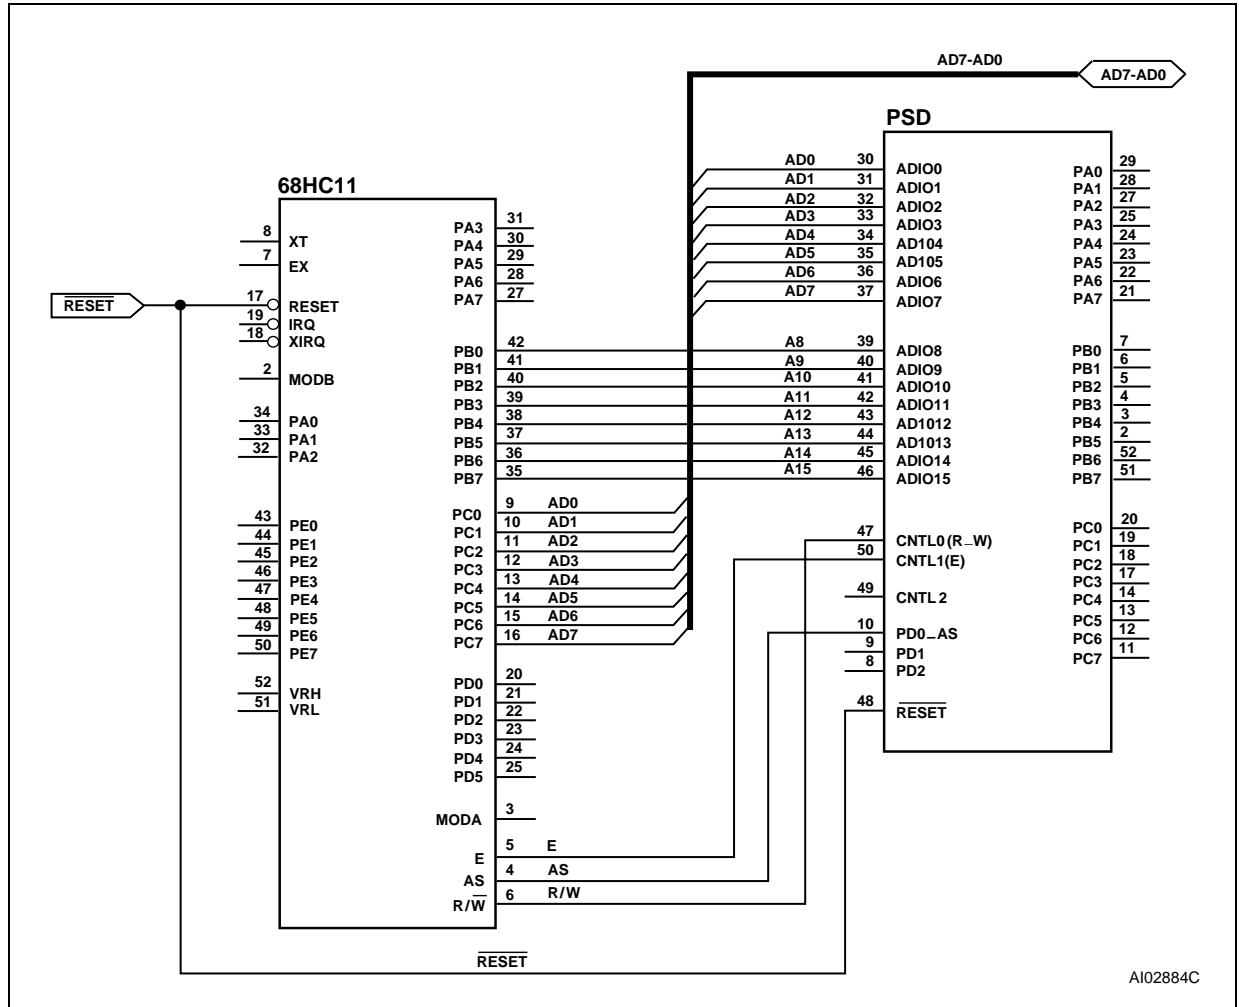 AD7-AD0
AD7-AD0
PSD
AD0 30 ADIO0
AD1 31 ADIO1
AD2 32 ADIO2
AD3 33 ADIO3
AD4 34 AD104
AD5 35 AD105
AD6 36 ADIO6
AD7 37 ADIO7
A8 39 ADIO8
A9 40 ADIO9
A10 41 ADIO10
A11 42 ADIO11
A12 43 AD1012
A13 44 AD1013
A14 45 ADIO14
A15 46 ADIO15
47 CNTL0(R_W)
50 CNTL1(E)
49 CNTL2
10 PD0_AS
9 PD1
8 PD2
48 RESET
PA0 29
PA1 28
PA2 27
PA3 25
PA4 24
PA5 23
PA6 22
PA7 21
PB0 7
PB1 6
PB2 5
PB3 4
PB4 3
PB5 2
PB6 52
PB7 51
PC0 20
PC1 19
PC2 18
PC3 17
PC4 14
PC5 13
PC6 12
PC7 11
68HC11
8 XT
7 EX
RESET
17 RESET
19 IRQ
18 XIRQ
2 MODB
34 PA0
33 PA1
32 PA2
43 PE0
44 PE1
45 PE2
46 PE3
47 PE4
48 PE5
49 PE6
50 PE7
52 VRH
51 VRL
PA3 31
PA4 30
PA5 29
PA6 28
PA7 27
PB0 42
PB1 41
PB2 40
PB3 39
PB4 38
PB5 37
PB6 36
PB7 35
PC0 9 AD0
PC1 10 AD1
PC2 11 AD2
PC3 12 AD3
PC4 13 AD4
PC5 14 AD5
PC6 15 AD6
PC7 16 AD7
PD0 20
PD1 21
PD2 22
PD3 23
PD4 24
PD5 25
MODA 3
E 5 E
AS 4 AS
R/W 6 R/W
RESET
AI02884C